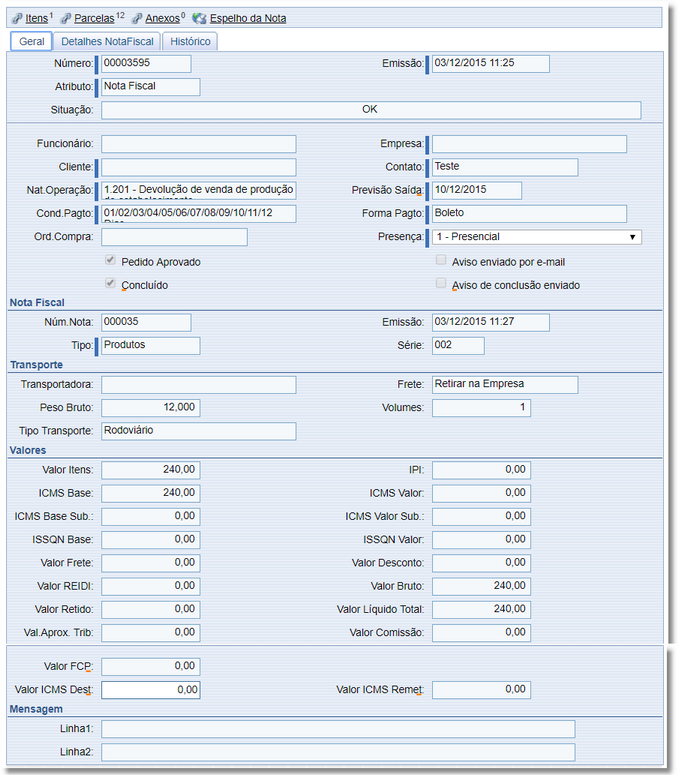 Itens 1 Parcelas 12 Anexos 0 Espelho da Nota
Geral Detalhes NotaFiscal Histórico
Número: 00003595 Emissão: 03/12/2015 11:25
Atributo: Nota Fiscal
Situação: OK
Funcionário: Empresa:
Cliente: Contato: Teste
Nat.Operação: 1.201 - Devolução de venda de produção Previsão Saída: 10/12/2015
do estabelecimento
Cond.Pagto: 01/02/03/04/05/06/07/08/09/10/11/12 Forma Pagto: Boleto
Dias
Ord.Compra: Presença: 1 - Presencial
Pedido Aprovado Aviso enviado por e-mail
Concluído Aviso de conclusão enviado
Nota Fiscal
Núm.Nota: 000035 Emissão: 03/12/2015 11:27
Tipo: Produtos Série: 002
Transporte
Transportadora: Frete: Retirar na Empresa
Peso Bruto: 12,000 Volumes: 1
Tipo Transporte: Rodoviário
Valores
Valor Itens: 240,00 IPI: 0,00
ICMS Base: 240,00 ICMS Valor: 0,00
ICMS Base Sub.: 0,00 ICMS Valor Sub.: 0,00
ISSQN Base: 0,00 ISSQN Valor: 0,00
Valor Frete: 0,00 Valor Desconto: 0,00
Valor REIDI: 0,00 Valor Bruto: 240,00
Valor Retido: 0,00 Valor Líquido Total: 240,00
Val.Aprox. Trib: 0,00 Valor Comissão: 0,00
Valor FCP: 0,00
Valor ICMS Dest: 0,00 Valor ICMS Remet: 0,00
Mensagem
Linha1:
Linha2: